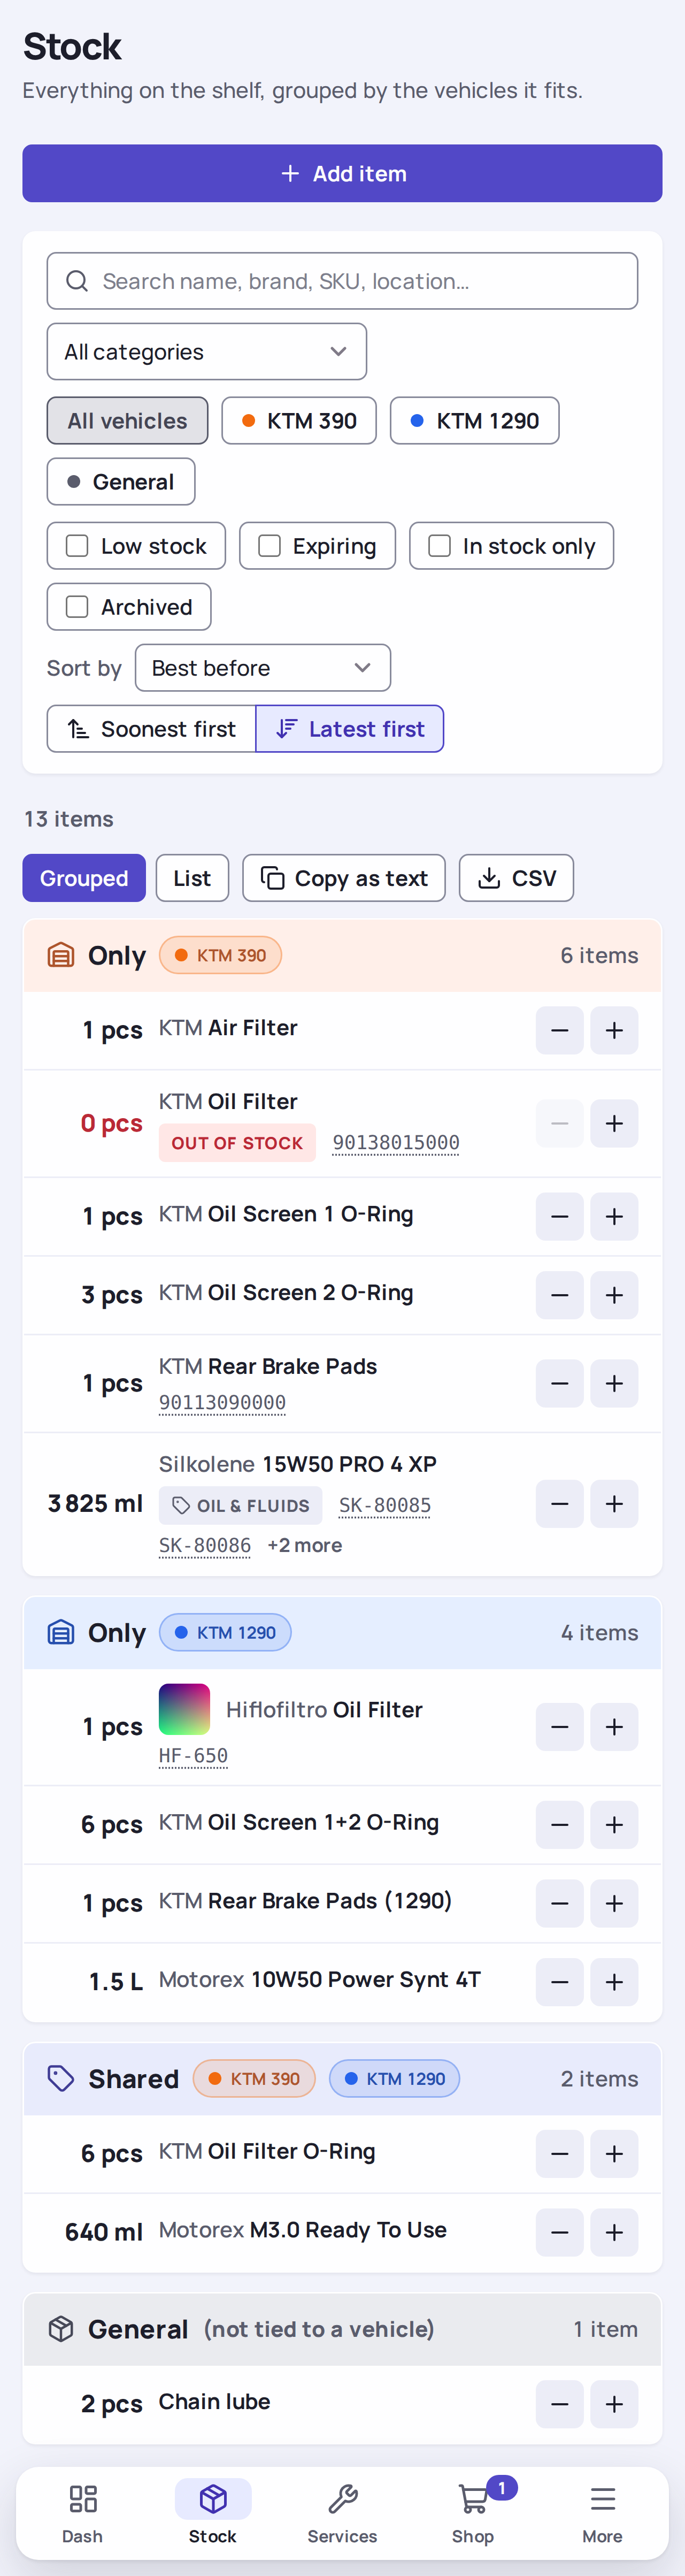 Stock
Everything on the shelf, grouped by the vehicles it fits.
+ Add item
Search name, brand, SKU, location…
All categories
All vehicles KTM 390 KTM 1290
General
Low stock Expiring In stock only
Archived
Sort by Best before
Soonest first Latest first
13 items
Grouped List Copy as text CSV
Only KTM 390 6 items
1 pcs KTM Air Filter
KTM Oil Filter
0 pcs
OUT OF STOCK 90138015000
1 pcs KTM Oil Screen 1 O-Ring
3 pcs KTM Oil Screen 2 O-Ring
KTM Rear Brake Pads
1 pcs
90113090000
Silkolene 15W50 PRO 4 XP
3 825 ml OIL & FLUIDS SK-80085
SK-80086 +2 more
Only KTM 1290 4 items
Hiflofiltro Oil Filter
1 pcs
HF-650
6 pcs KTM Oil Screen 1+2 O-Ring
1 pcs KTM Rear Brake Pads (1290)
1.5 L Motorex 10W50 Power Synt 4T
Shared KTM 390 KTM 1290 2 items
6 pcs KTM Oil Filter O-Ring
640 ml Motorex M3.0 Ready To Use
General (not tied to a vehicle) 1 item
2 pcs Chain lube
1
Dash Stock Services Shop More